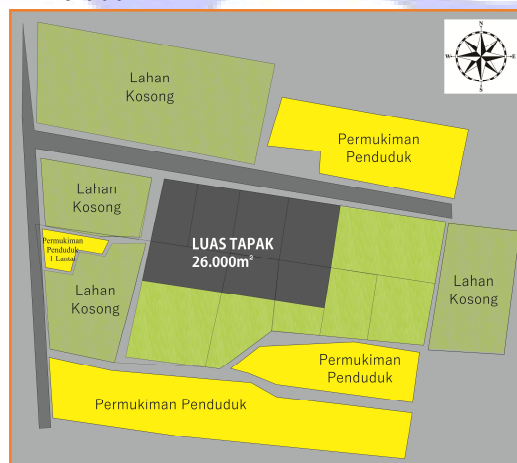 Lahan
Kosong
N
W
E
S
Permukiman
Penduduk
Lahan
Kosong
LUAS TAPAK
26.000m²
Permukiman
Penduduk
1 Lantai
Lahan
Kosong
Lahan
Kosong
Permukiman
Penduduk
Permukiman Penduduk